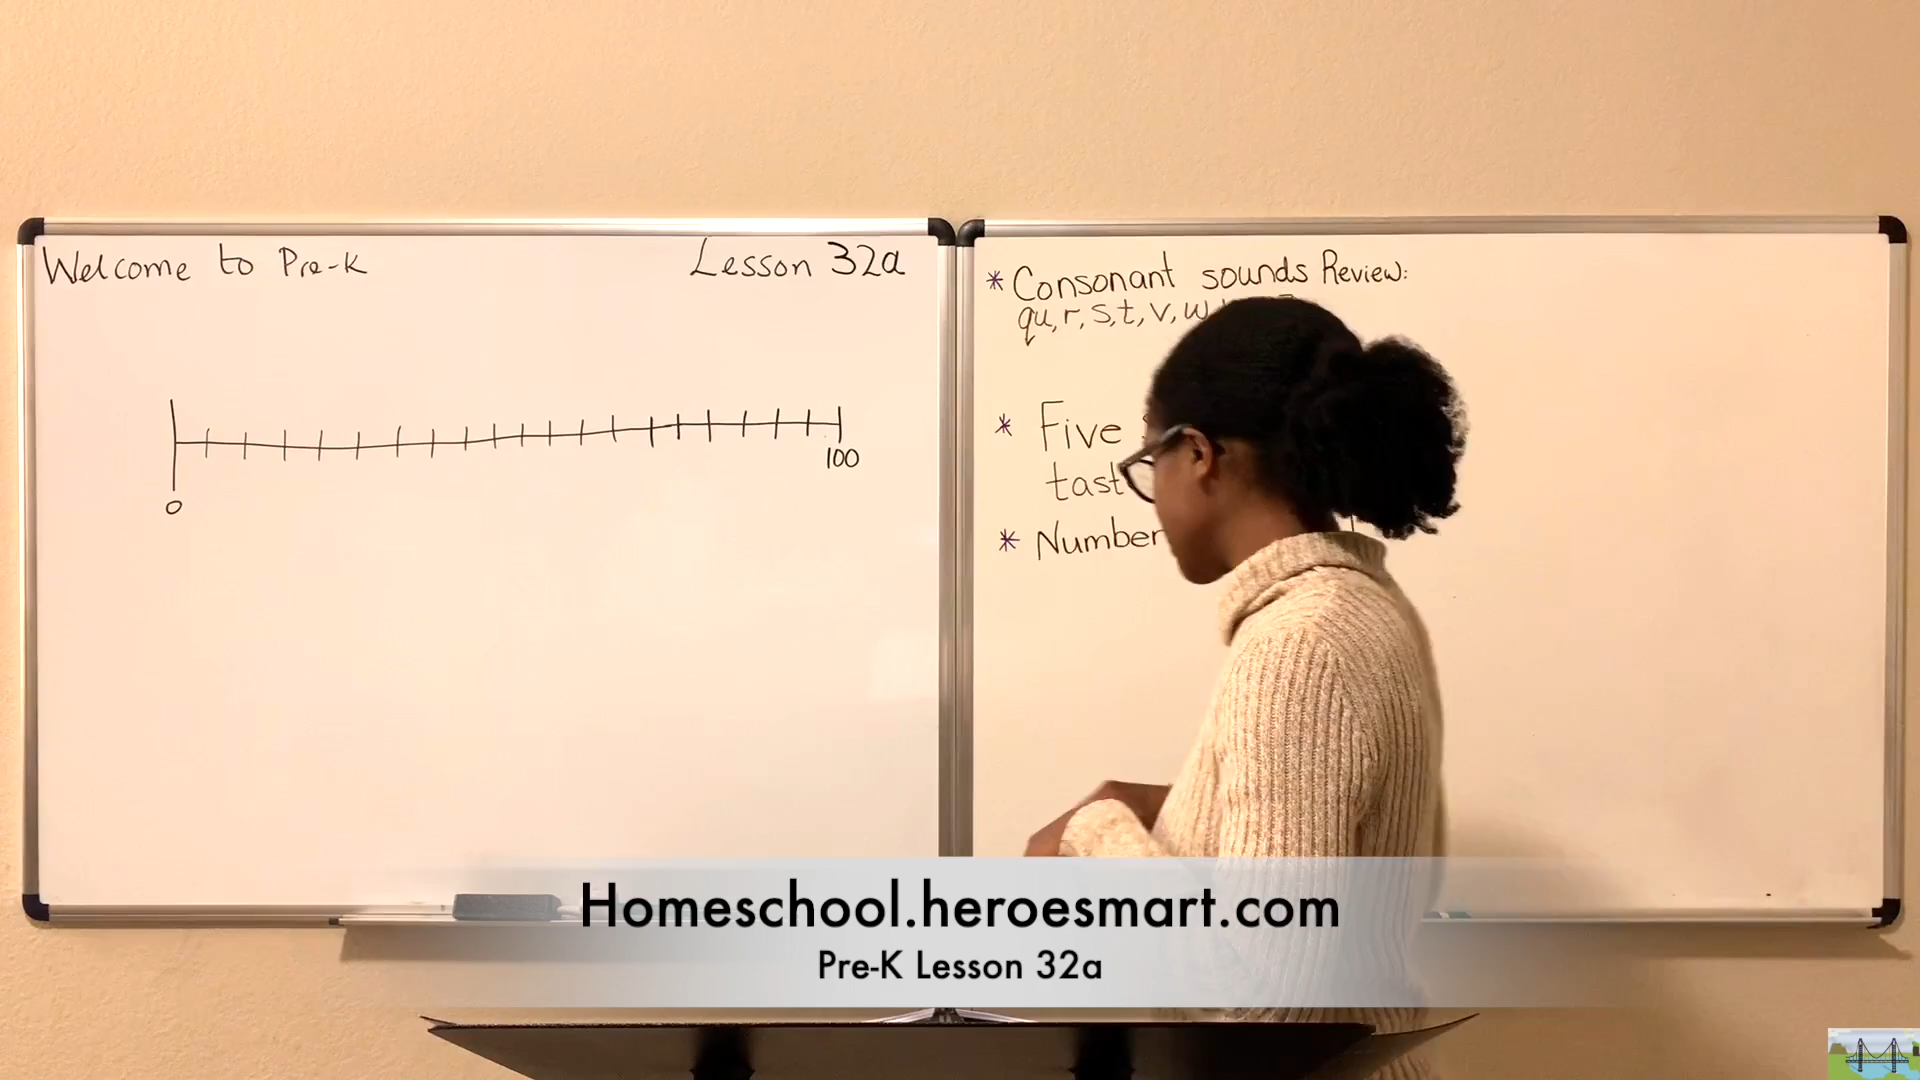 Welcome to Pre-K
Lesson 32a
0
100
* Consonant sounds Review:
qu, r, s, t, v, w
* Five
* Number
Homeschool.heroesmart.com
Pre-K Lesson 32a